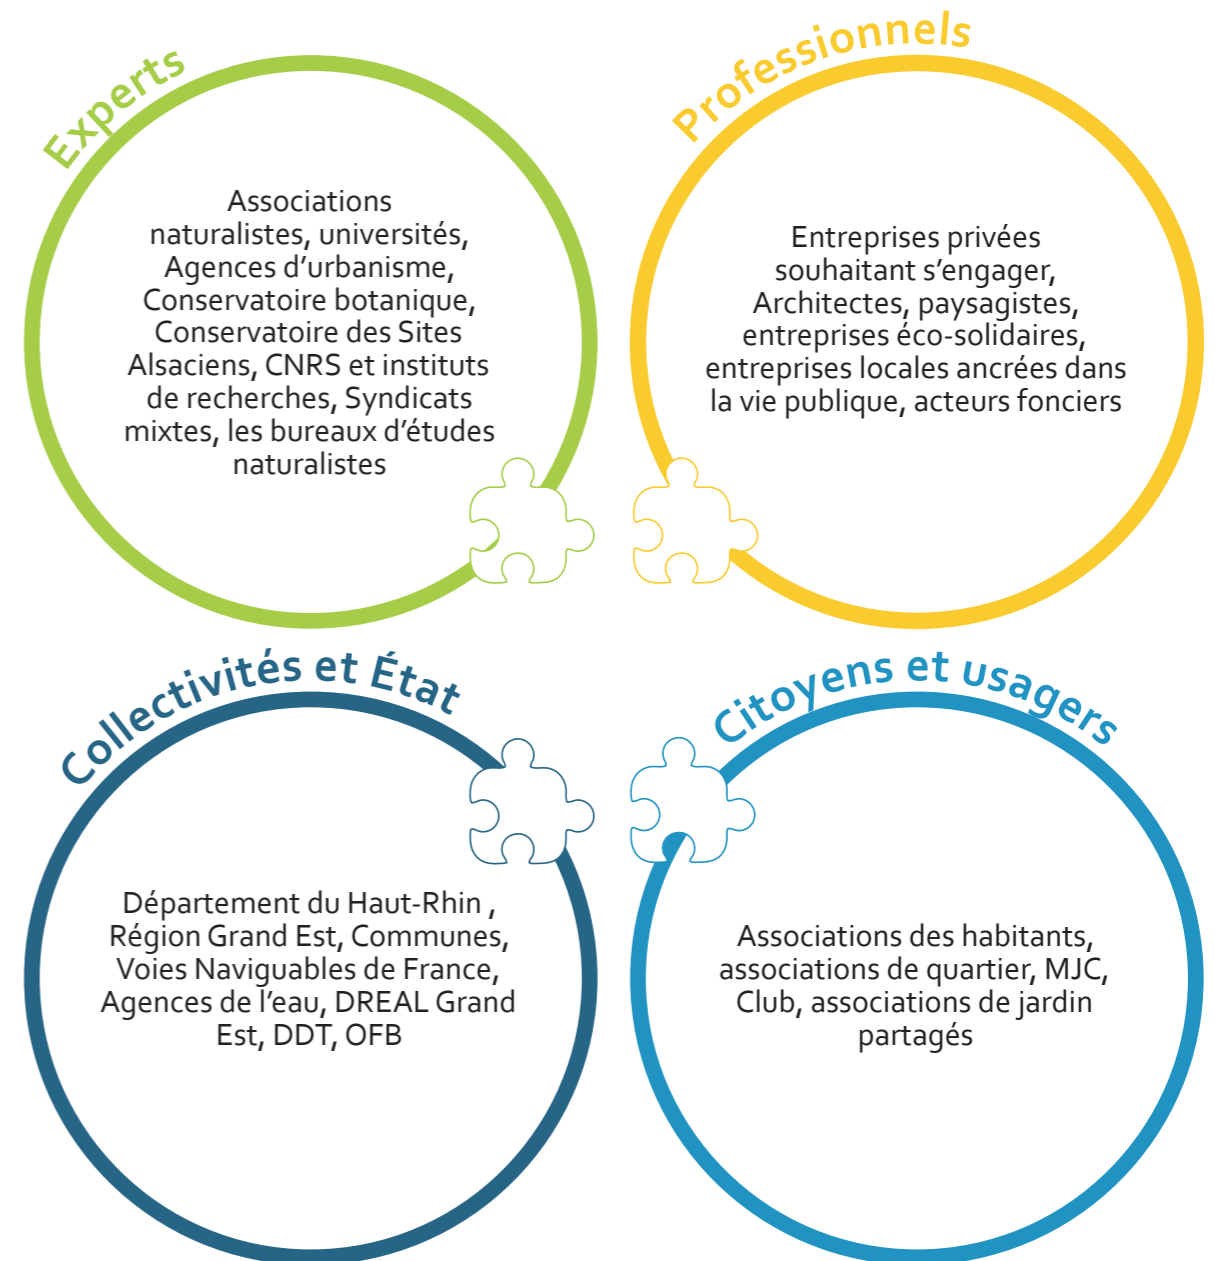 Experts
Associations
naturalistes, universités,
Agences d’urbanisme,
Conservatoire botanique,
Conservatoire des Sites
Alsaciens, CNRS et instituts
de recherches, Syndicats
mixtes, les bureaux d’études
naturalistes
Professionnels
Entreprises privées
souhaitant s’engager,
Architectes, paysagistes,
entreprises éco-solidaires,
entreprises locales ancrées dans
la vie publique, acteurs fonciers
Collectivités et État
Département du Haut-Rhin ,
Région Grand Est, Communes,
Voies Naviguables de France,
Agences de l’eau, DREAL Grand
Est, DDT, OFB
Citoyens et usagers
Associations des habitants,
associations de quartier, MJC,
Club, associations de jardin
partagés